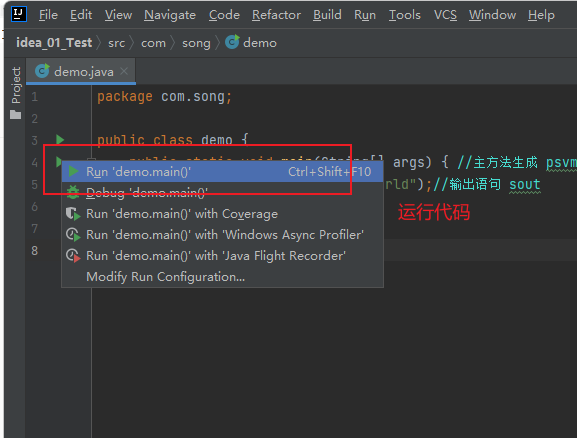 File Edit View Navigate Code Refactor Build Run Tools VCS Window Help
idea_01_Test src com song demo
Project
demo.java
1 package com.song;
2
3 public class demo {
4 main(String[] args) { //主方法生成 psvm
Run 'demo.main()' Ctrl+Shift+F10
5 rld");//输出语句 sout
Debug 'demo.main()'
6
Run 'demo.main()' with Coverage
运行代码
7
Run 'demo.main()' with 'Windows Async Profiler'
8
Run 'demo.main()' with 'Java Flight Recorder'
Modify Run Configuration...